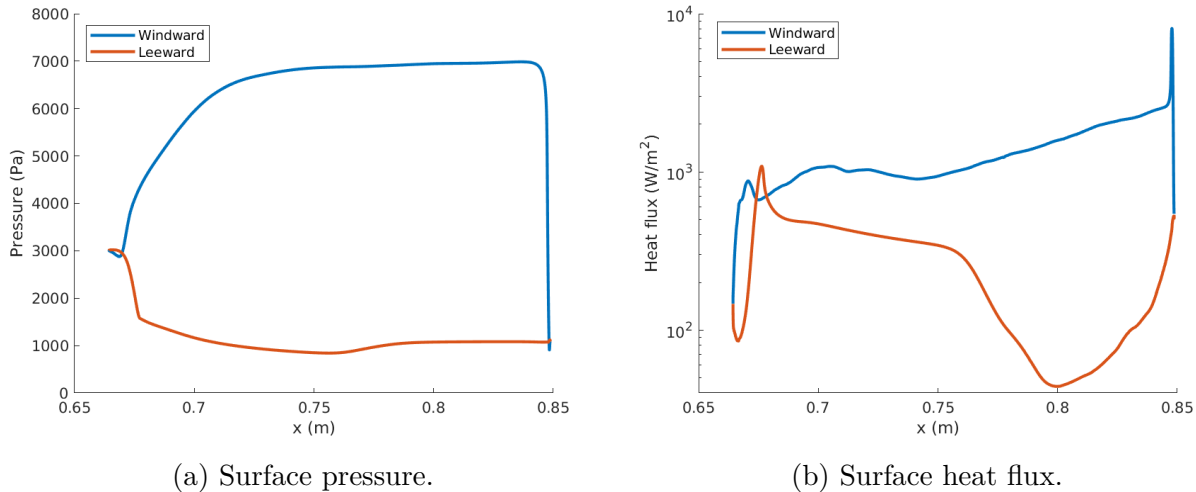 8000
7000
6000
5000
4000
3000
2000
1000
0
Pressure (Pa)
Windward
Leeward
0.65 0.7 0.75 0.8 0.85
x (m)
(a) Surface pressure.
10^4
10^3
10^2
Heat flux (W/m^2)
Windward
Leeward
0.65 0.7 0.75 0.8 0.85
x (m)
(b) Surface heat flux.